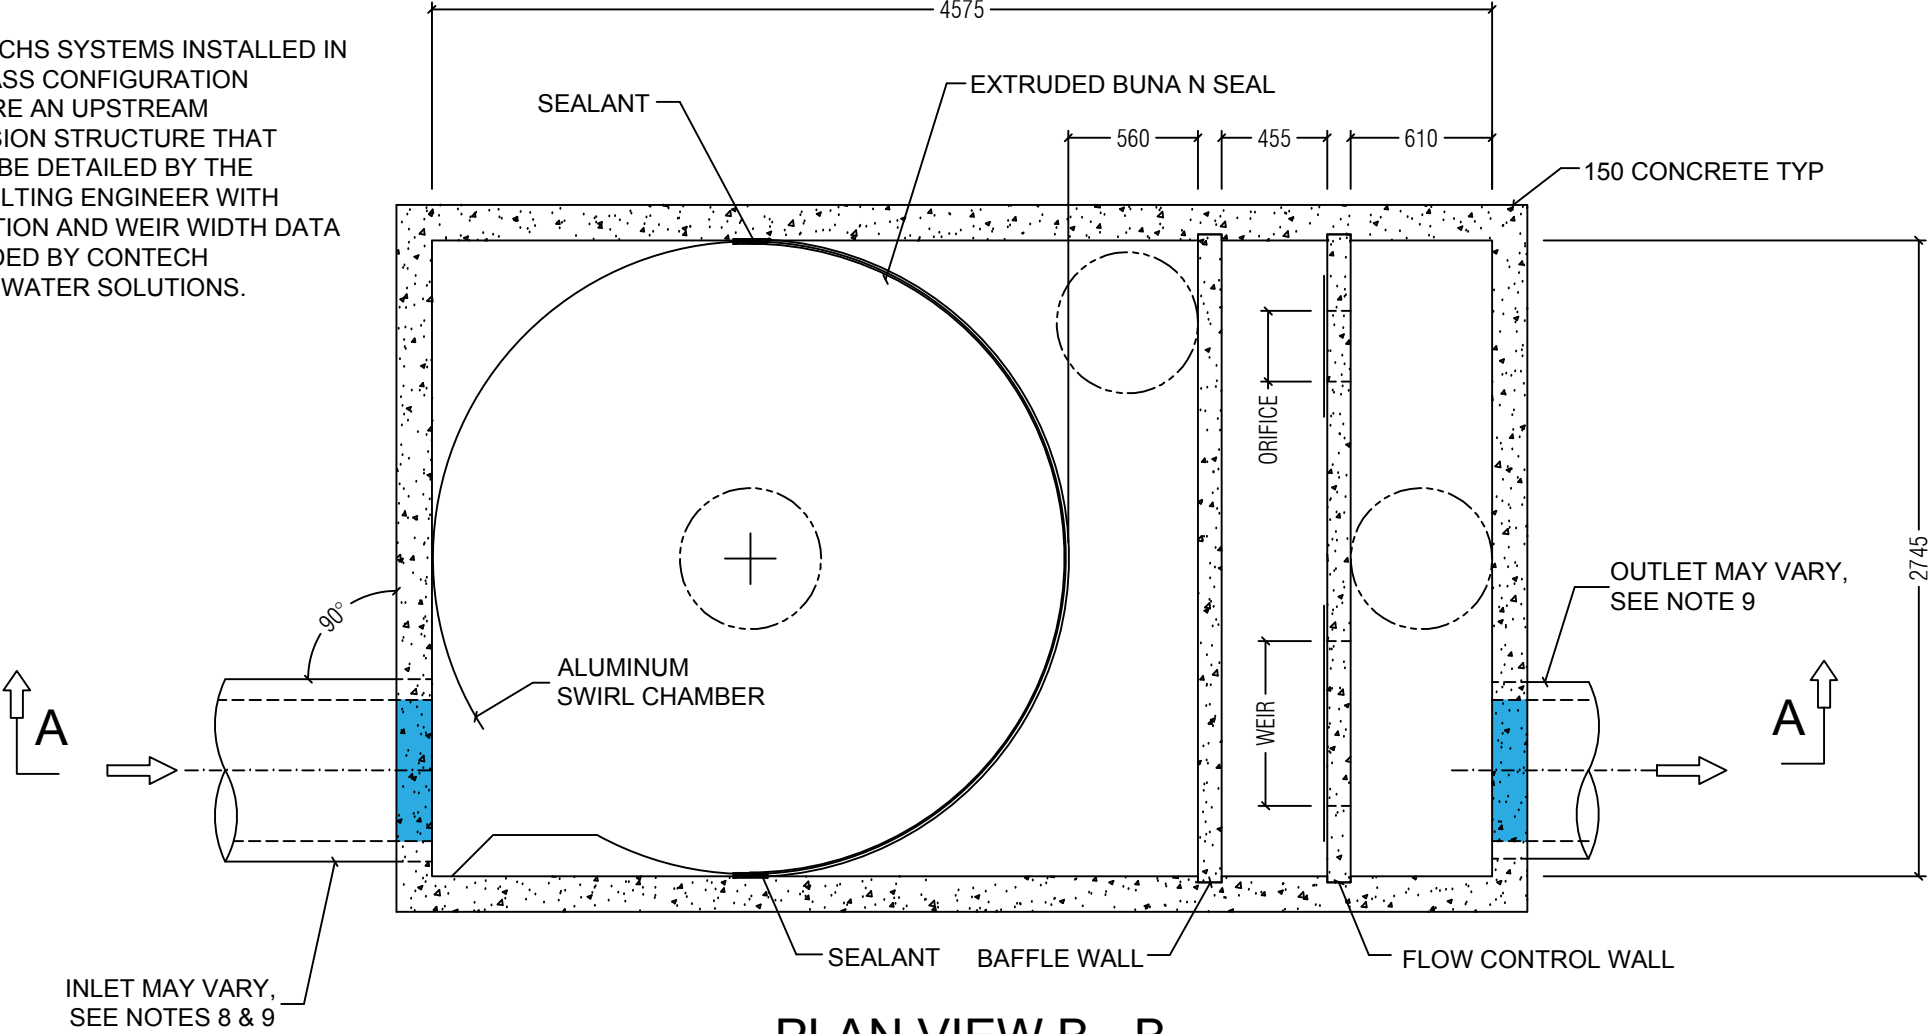 4575
CHS SYSTEMS INSTALLED IN
ASS CONFIGURATION
RE AN UPSTREAM
SION STRUCTURE THAT
BE DETAILED BY THE
LTING ENGINEER WITH
TION AND WEIR WIDTH DATA
DED BY CONTECH
WATER SOLUTIONS.
SEALANT
EXTRUDED BUNA N SEAL
560
455
610
150 CONCRETE TYP
ORIFICE
2745
90°
OUTLET MAY VARY,
SEE NOTE 9
ALUMINUM
SWIRL CHAMBER
WEIR
A
A
SEALANT
BAFFLE WALL
FLOW CONTROL WALL
INLET MAY VARY,
SEE NOTES 8 & 9
PLAN VIEW B - B